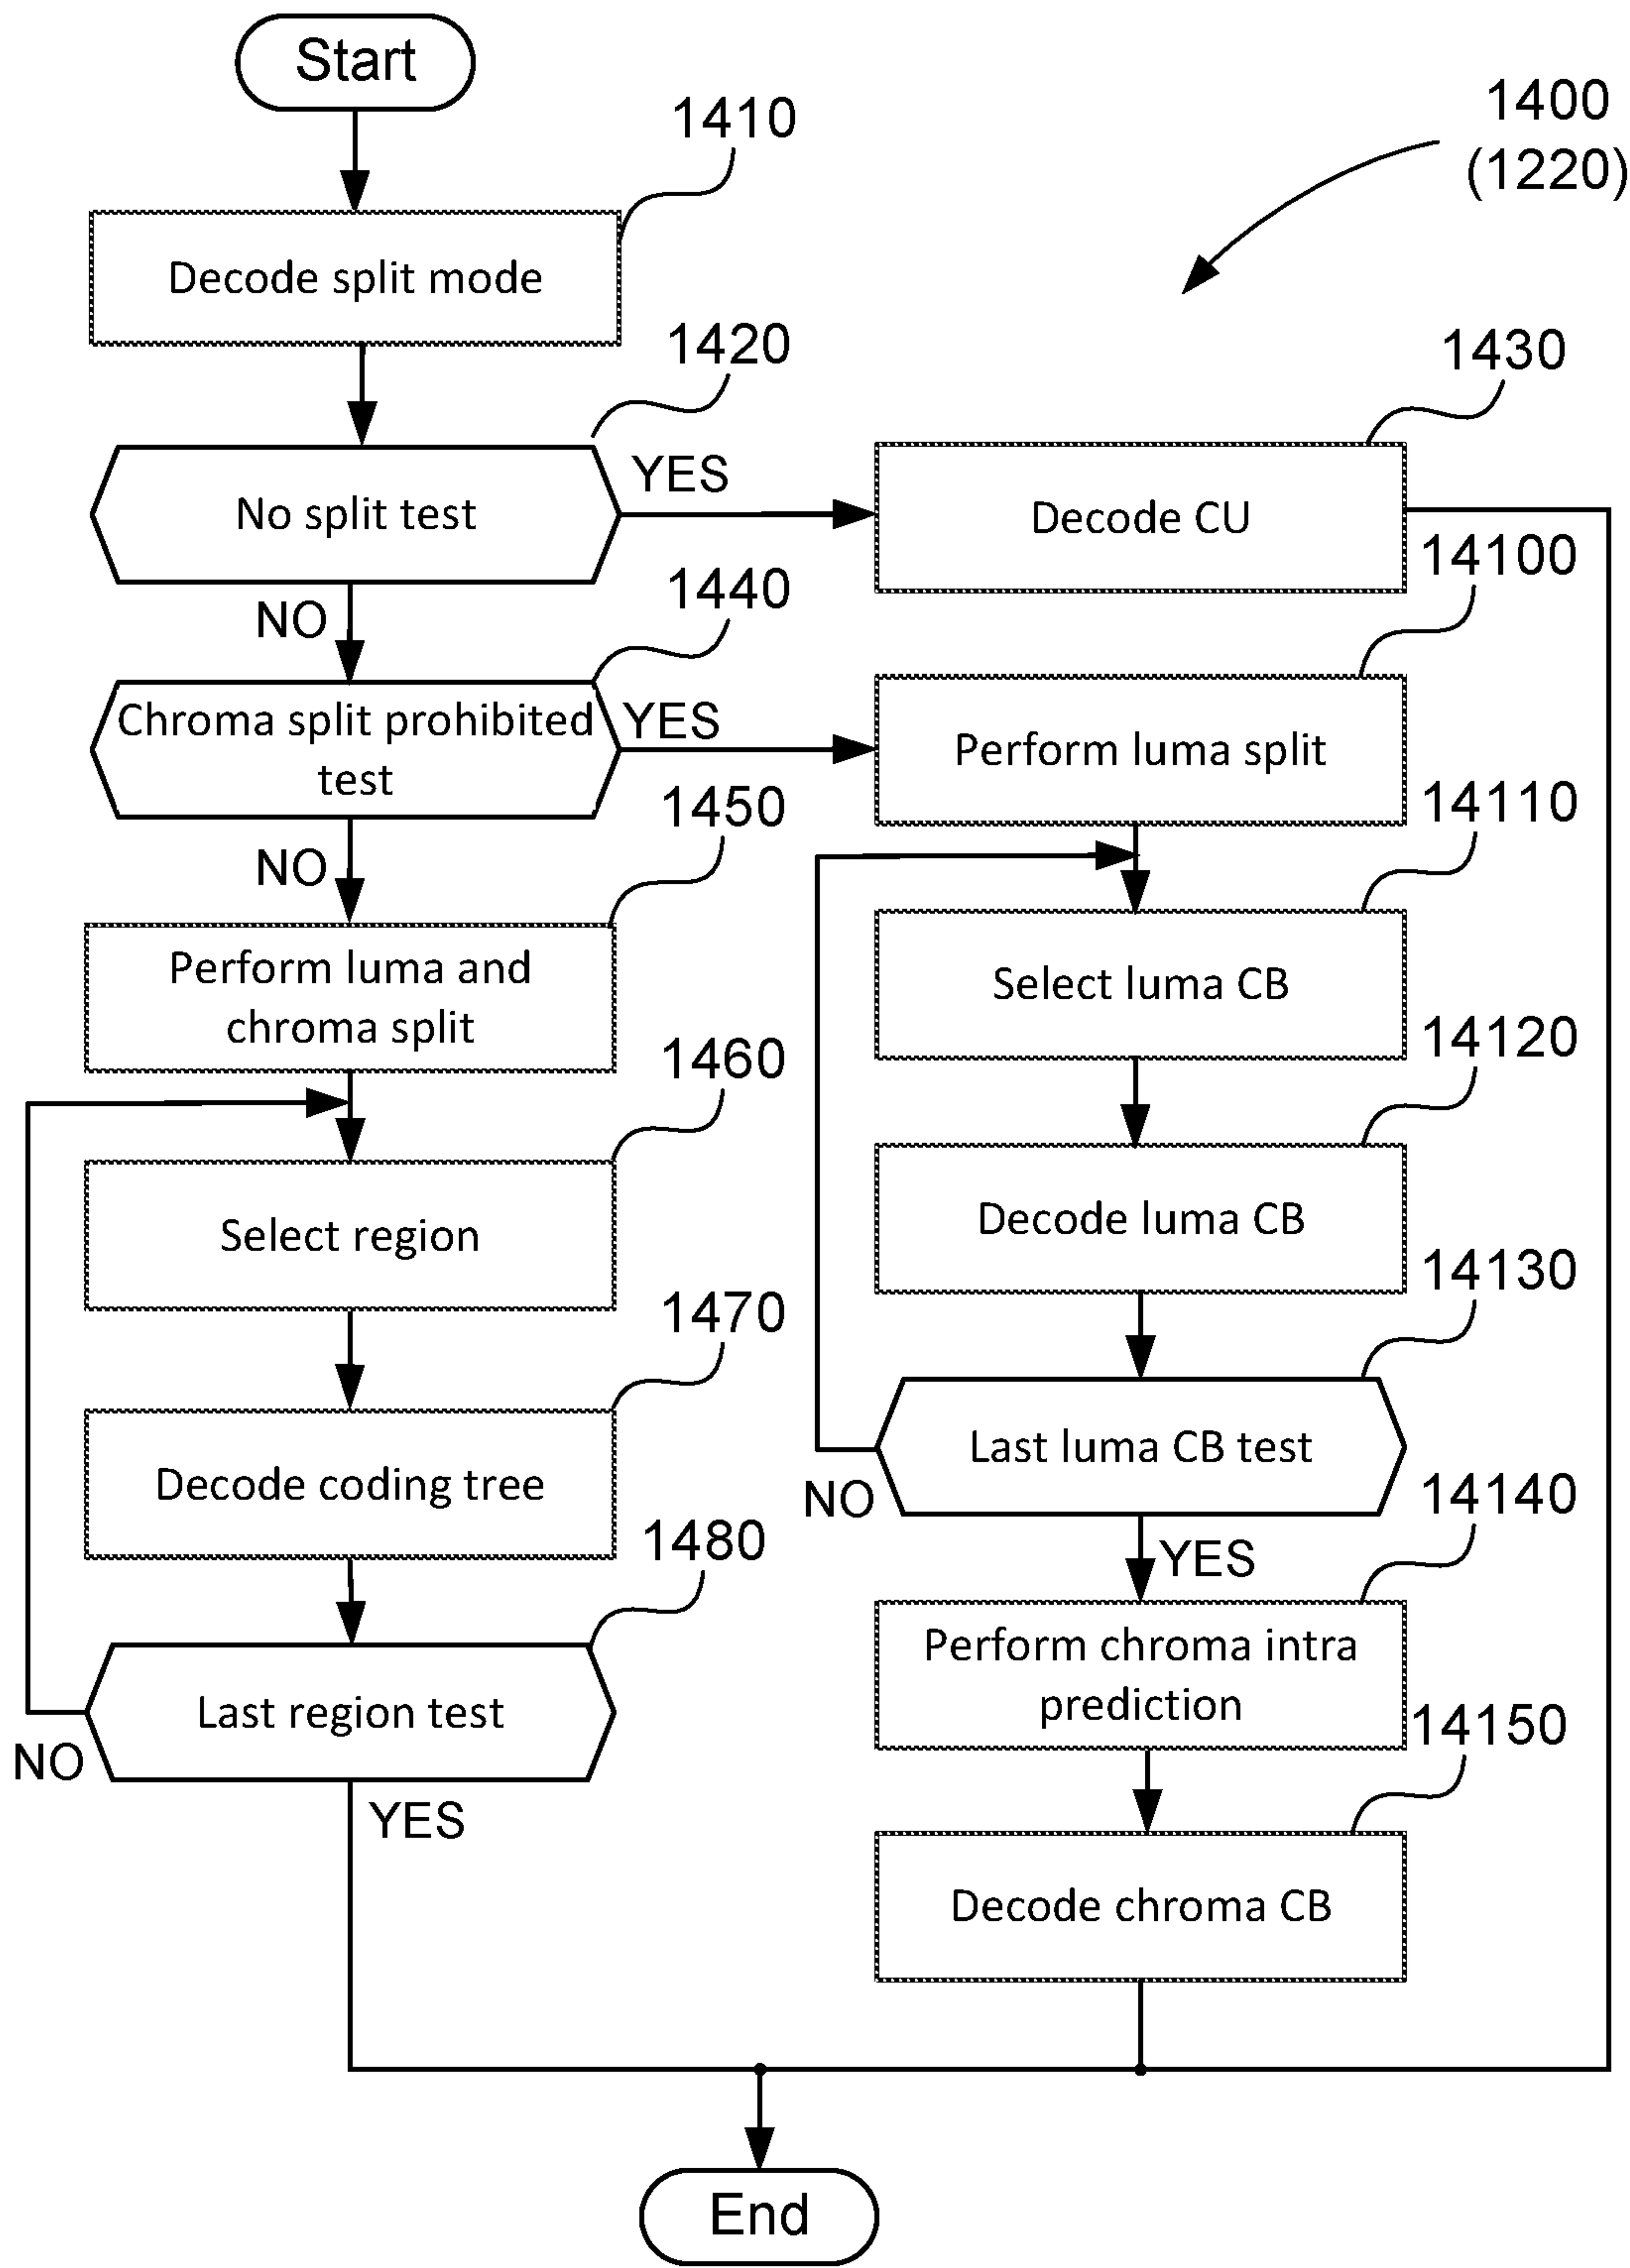 Start
1410
1400
(1220)
Decode split mode
1420
1430
No split test
YES
Decode CU
NO
1440
14100
Chroma split prohibited
test
YES
Perform luma split
NO
1450
14110
Perform luma and
chroma split
Select luma CB
1460
14120
Select region
Decode luma CB
1470
14130
Decode coding tree
Last luma CB test
NO
1480
14140
YES
Last region test
NO
Perform chroma intra
prediction
14150
YES
Decode chroma CB
End